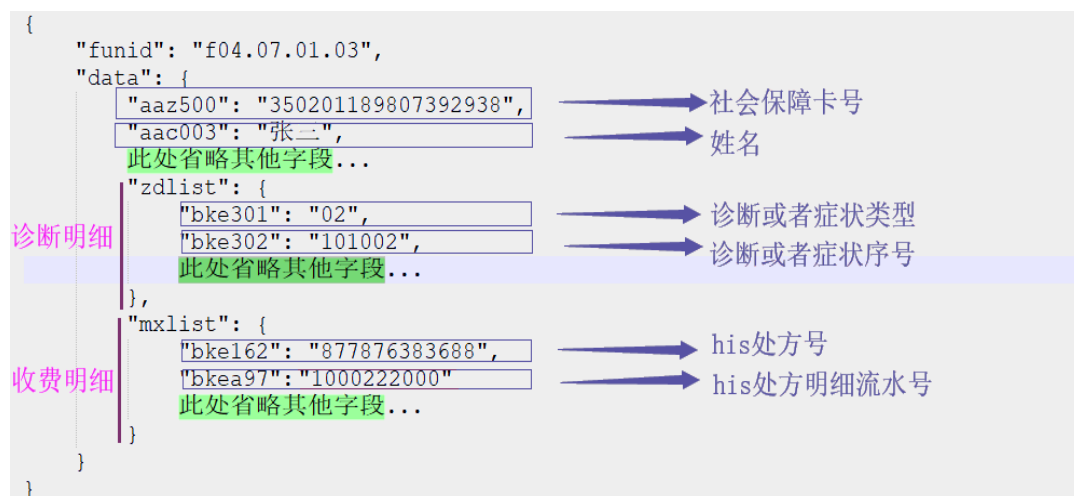 {
"funid": "f04.07.01.03",
"data": {
"aaz500": "350201189807392938", 社会保障卡号
"aac003": "张三", 姓名
此处省略其他字段...
"zdlist": {
"bke301": "02", 诊断或者症状类型
诊断明细 "bke302": "101002", 诊断或者症状序号
此处省略其他字段...
},
"mxlist": {
"bke162": "877876383688", his处方号
收费明细 "bkea97":"1000222000" his处方明细流水号
此处省略其他字段...
}
}
}